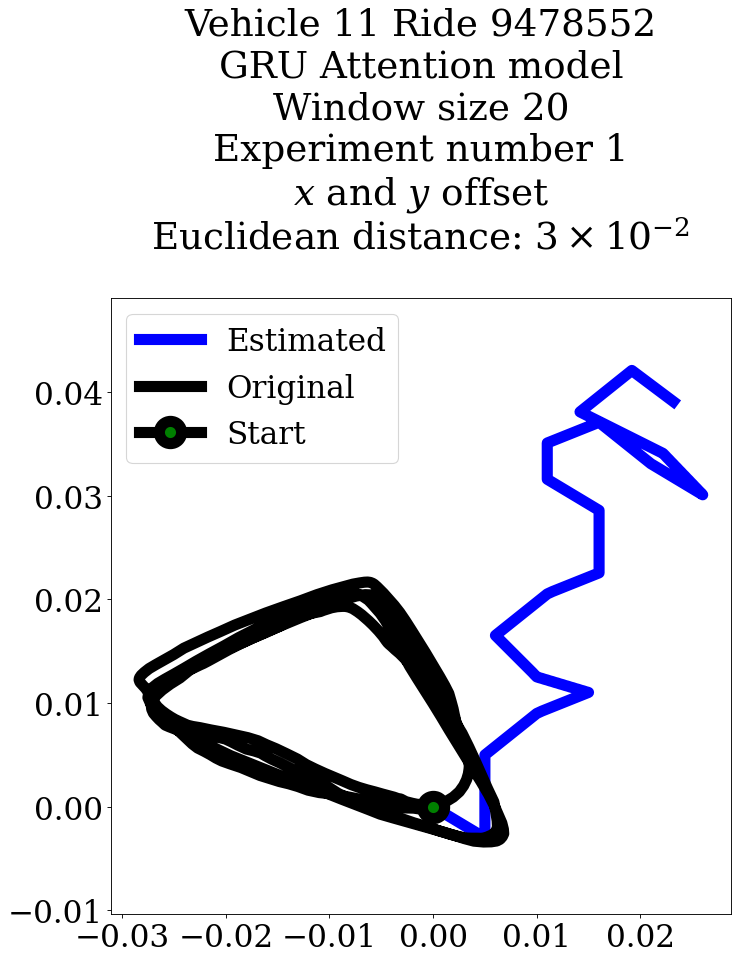 Vehicle 11 Ride 9478552
GRU Attention model
Window size 20
Experiment number 1
x and y offset
Euclidean distance: 3 × 10⁻²
Estimated
Original
Start
0.04
0.03
0.02
0.01
0.00
−0.01
−0.03 −0.02 −0.01 0.00 0.01 0.02